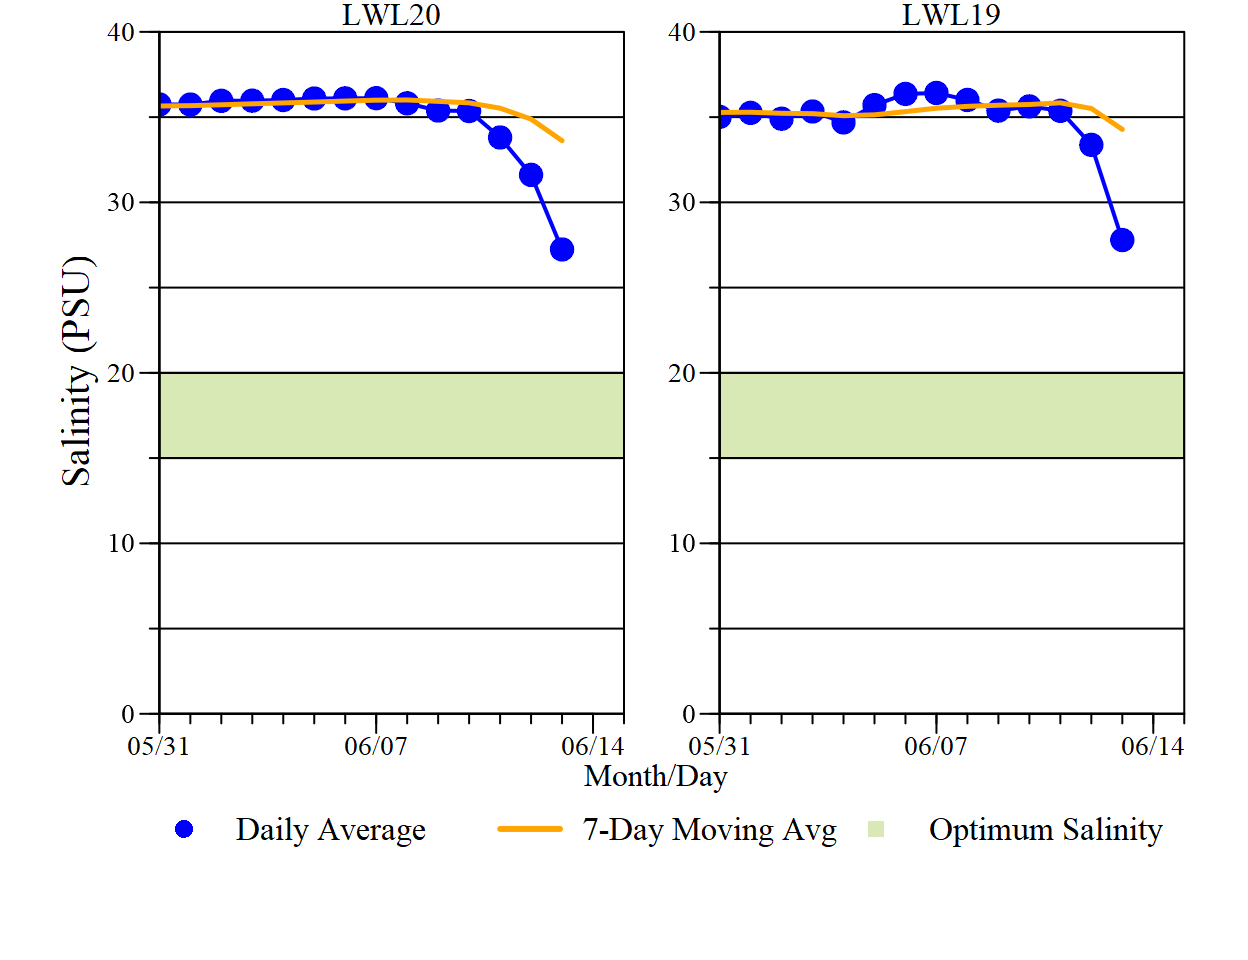 LWL20 LWL19
40 40
30 30
20 20
10 10
0 0
Salinity (PSU)
05/31 06/07 06/14 05/31 06/07 06/14
Month/Day
Daily Average 7-Day Moving Avg Optimum Salinity